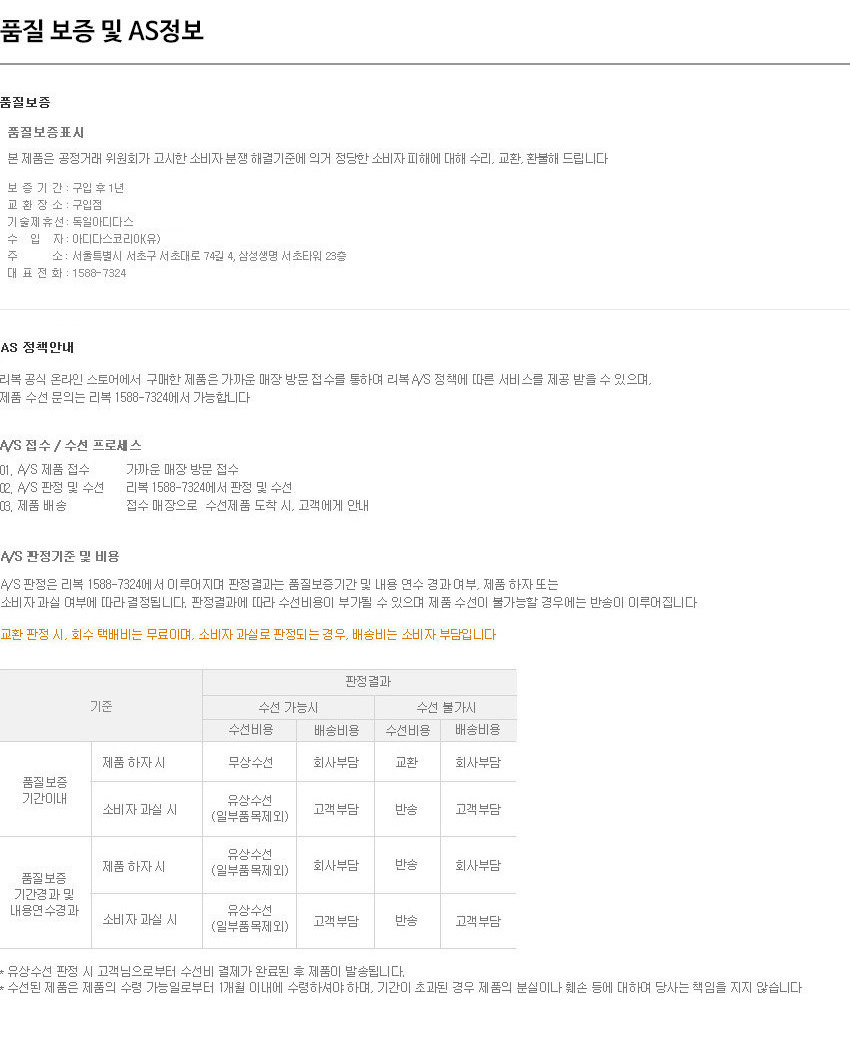 품질 보증 및 AS정보
품질보증
품질보증표시
본 제품은 공정거래 위원회가 고시한 소비자 분쟁 해결기준에 의거 정당한 소비자 피해에 대해 수리, 교환, 환불해 드립니다
보 증 기 간 : 구입 후 1년
교 환 장 소 : 구입점
기술제휴선 : 독일아디다스
수 입 자 : 아디다스코리아(유)
주 소 : 서울특별시 서초구 서초대로 74길 4, 삼성생명 서초타워 23층
대 표 전 화 : 1588-7324
AS 정책안내
리복 공식 온라인 스토어에서 구매한 제품은 가까운 매장 방문 접수를 통하여 리복 A/S 정책에 따른 서비스를 제공 받을 수 있으며,
제품 수선 문의는 리복 1588-7324에서 가능합니다
A/S 접수 / 수선 프로세스
01. A/S 제품 접수 가까운 매장 방문 접수
02. A/S 판정 및 수선 리복 1588-7324에서 판정 및 수선
03. 제품 배송 접수 매장으로 수선제품 도착 시, 고객에게 안내
A/S 판정기준 및 비용
A/S 판정은 리복 1588-7324에서 이루어지며 판정결과는 품질보증기간 및 내용 연수 경과 여부, 제품 하자 또는
소비자 과실 여부에 따라 결정됩니다. 판정결과에 따라 수선비용이 부가될 수 있으며 제품 수선이 불가능할 경우에는 반송이 이루어집니다
교환 판정 시, 회수 택배비는 무료이며, 소비자 과실로 판정되는 경우, 배송비는 소비자 부담입니다
기준 판정결과
수선 가능시 수선 불가시
수선비용 배송비용 수선비용 배송비용
품질보증
기간이내
제품 하자 시 무상수선 회사부담 교환 회사부담
소비자 과실 시 유상수선
(일부품목제외) 고객부담 반송 고객부담
품질보증
기간경과 및
내용연수경과
제품 하자 시 유상수선
(일부품목제외) 회사부담 반송 회사부담
소비자 과실 시 유상수선
(일부품목제외) 고객부담 반송 고객부담
* 유상수선 판정 시 고객님으로부터 수선비 결제가 완료된 후 제품이 발송됩니다.
* 수선된 제품은 제품의 수령 가능일로부터 1개월 이내에 수령하셔야 하며, 기간이 초과된 경우 제품의 분실이나 훼손 등에 대하여 당사는 책임을 지지 않습니다